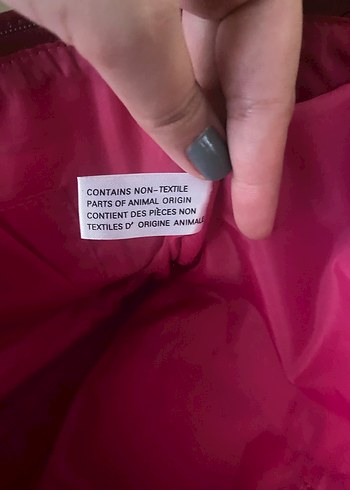 CONTAINS NON-TEXTILE
PARTS OF ANIMAL ORIGIN
CONTIENT DES PIÈCES NON
TEXTILES D' ORIGINE ANIMALE